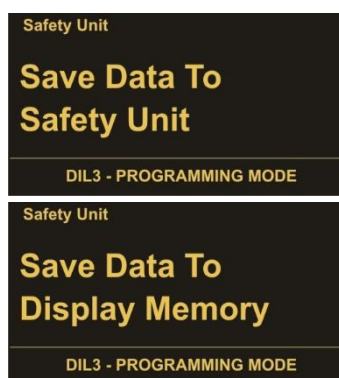 Safety Unit
Save Data To
Safety Unit
DIL3 - PROGRAMMING MODE
Safety Unit
Save Data To
Display Memory
DIL3 - PROGRAMMING MODE